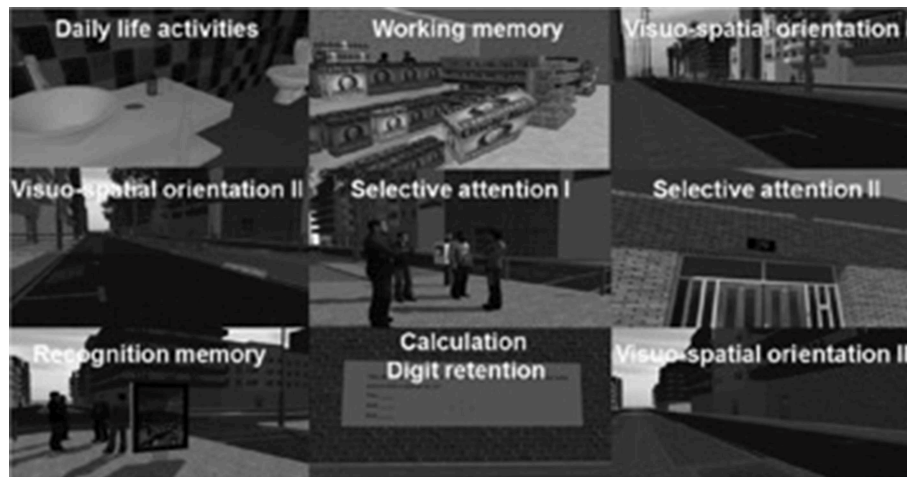 Daily life activities
Working memory
Visuo-spatial orientation I
Visuo-spatial orientation II
Selective attention I
Selective attention II
Recognition memory
Calculation
Digit retention
Visuo-spatial orientation II